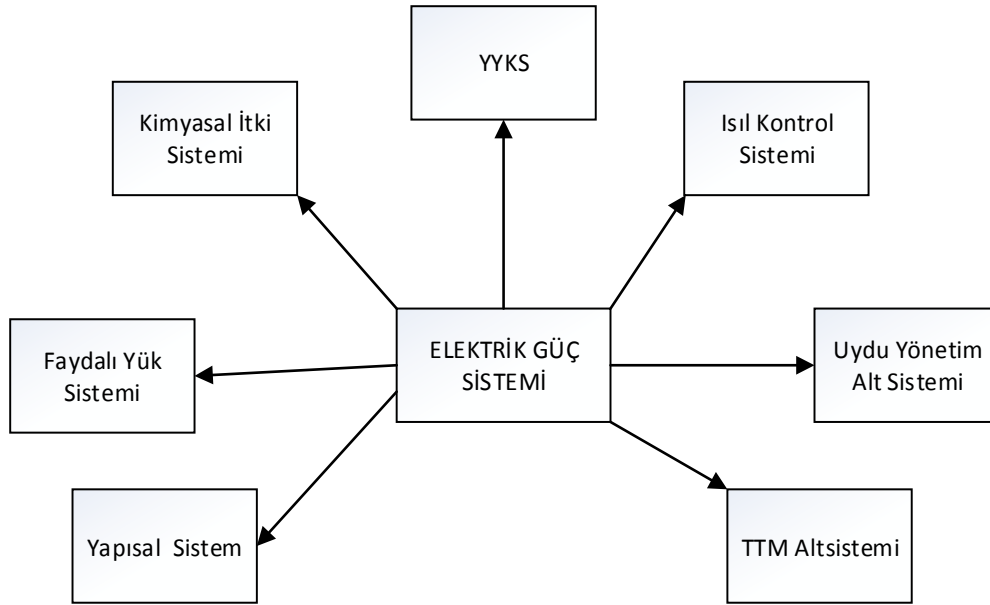 YYKS
Kimyasal İtki
Sistemi
Isıl Kontrol
Sistemi
Faydalı Yük
Sistemi
ELEKTRİK GÜÇ
SİSTEMİ
Uydu Yönetim
Alt Sistemi
Yapısal  Sistem
TTM Altsistemi